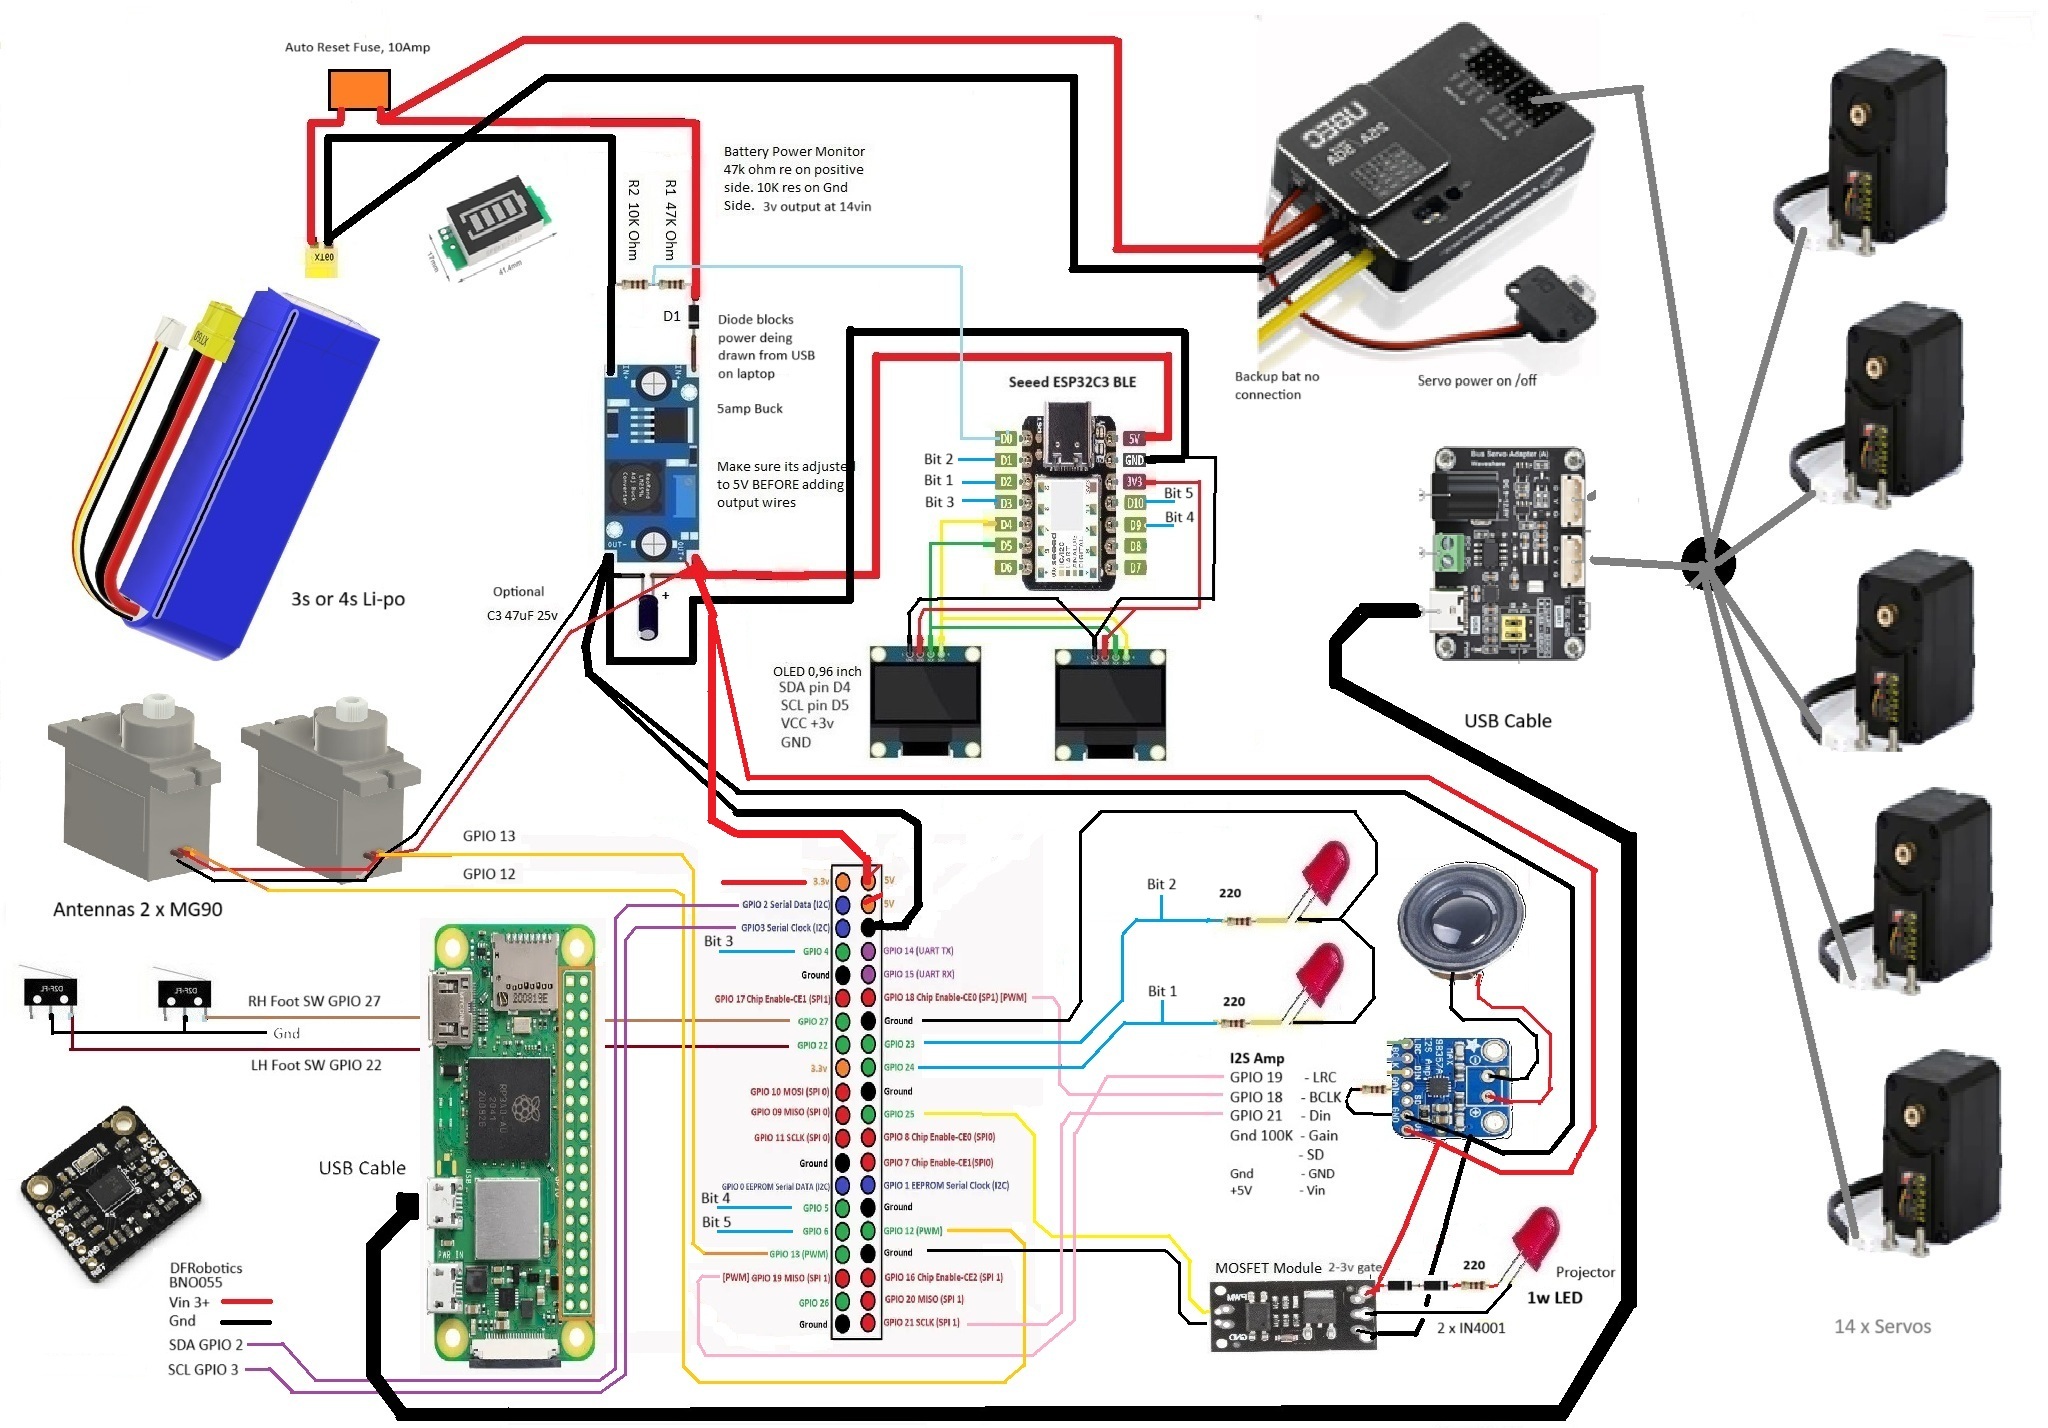 Auto Reset Fuse, 10Amp
Battery Power Monitor
47k ohm re on positive
side. 10K res on Gnd
Side. 3v output at 14vin
R2 10K Ohm
R1 47K Ohm
XT60
17mm
41.4mm
XT60
3s or 4s Li-po
D1
Diode blocks
power deing
drawn from USB
on laptop
5amp Buck
Make sure its adjusted
to 5V BEFORE adding
output wires
IN-
IN+
OUT-
OUT+
Optional
C3 47uF 25v
+
UBEC
Backup bat no
connection
Servo power on /off
Seeed ESP32C3 BLE
D0
D1
D2
D3
D4
D5
D6
5V
GND
3V3
D10
D9
D8
D7
Bit 2
Bit 1
Bit 3
Bit 5
Bit 4
OLED 0,96 inch
SDA pin D4
SCL pin D5
VCC +3v
GND
Bus Servo Adapter (A)
Waveshare
USB Cable
Antennas 2 x MG90
GPIO 13
GPIO 12
RH Foot SW GPIO 27
Gnd
LH Foot SW GPIO 22
USB Cable
DFRobotics
BNO055
Vin 3+
Gnd
SDA GPIO 2
SCL GPIO 3
PWR IN
USB
3.3v
5V
GPIO 2 Serial Data (I2C)
5V
GPIO3 Serial Clock (I2C)
Bit 3
GPIO 4
GPIO 14 (UART TX)
Ground
GPIO 15 (UART RX)
GPIO 17 Chip Enable-CE1 (SPI1)
GPIO 18 Chip Enable-CE0 (SP1) [PWM]
GPIO 27
Ground
GPIO 22
GPIO 23
3.3v
GPIO 24
GPIO 10 MOSI (SPI 0)
Ground
GPIO 09 MISO (SPI 0)
GPIO 25
GPIO 11 SCLK (SPI 0)
GPIO 8 Chip Enable-CE0 (SPI0)
Ground
GPIO 7 Chip Enable-CE1(SPI0)
GPIO 0 EEPROM Serial DATA (I2C)
GPIO 1 EEPROM Serial Clock (I2C)
Bit 4
GPIO 5
Ground
Bit 5
GPIO 6
GPIO 12 (PWM)
GPIO 13 (PWM)
Ground
[PWM] GPIO 19 MISO (SPI 1)
GPIO 16 Chip Enable-CE2 (SPI 1)
GPIO 26
GPIO 20 MISO (SPI 1)
Ground
GPIO 21 SCLK (SPI 1)
Bit 2
220
Bit 1
220
I2S Amp
GPIO 19 - LRC
GPIO 18 - BCLK
GPIO 21 - Din
Gnd 100K - Gain
- SD
Gnd - GND
+5V - Vin
MOSFET Module 2-3v gate
220
Projector
1w LED
2 x IN4001
14 x Servos